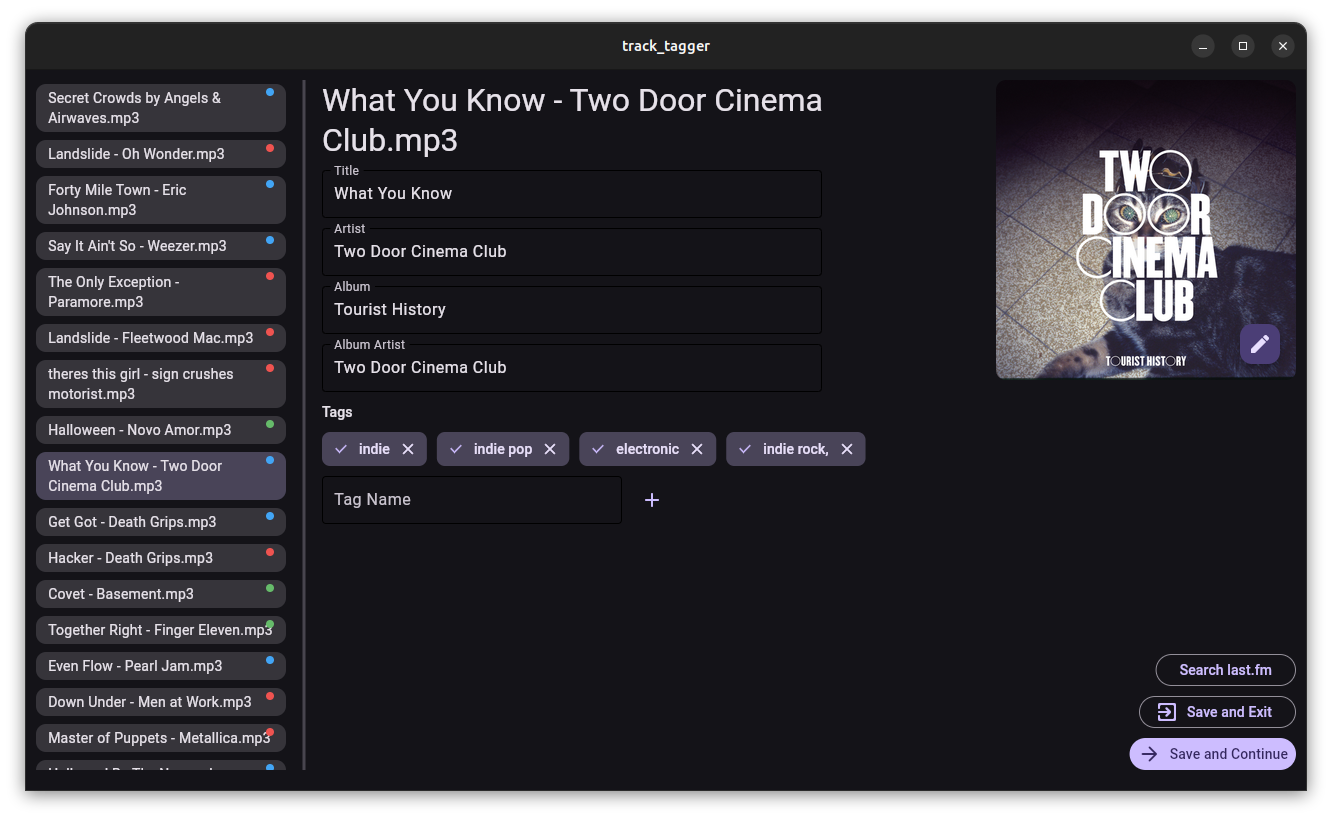 track_tagger
Secret Crowds by Angels &
Airwaves.mp3
Landslide - Oh Wonder.mp3
Forty Mile Town - Eric
Johnson.mp3
Say It Ain't So - Weezer.mp3
The Only Exception -
Paramore.mp3
Landslide - Fleetwood Mac.mp3
theres this girl - sign crushes
motorist.mp3
Halloween - Novo Amor.mp3
What You Know - Two Door
Cinema Club.mp3
Get Got - Death Grips.mp3
Hacker - Death Grips.mp3
Covet - Basement.mp3
Together Right - Finger Eleven.mp3
Even Flow - Pearl Jam.mp3
Down Under - Men at Work.mp3
Master of Puppets - Metallica.mp3
What You Know - Two Door Cinema
Club.mp3
Title
What You Know
Artist
Two Door Cinema Club
Album
Tourist History
Album Artist
Two Door Cinema Club
Tags
indie
indie pop
electronic
indie rock,
Tag Name
TWO
DOOR
CINEMA
CLUB
TOURIST HISTORY
Search last.fm
Save and Exit
Save and Continue